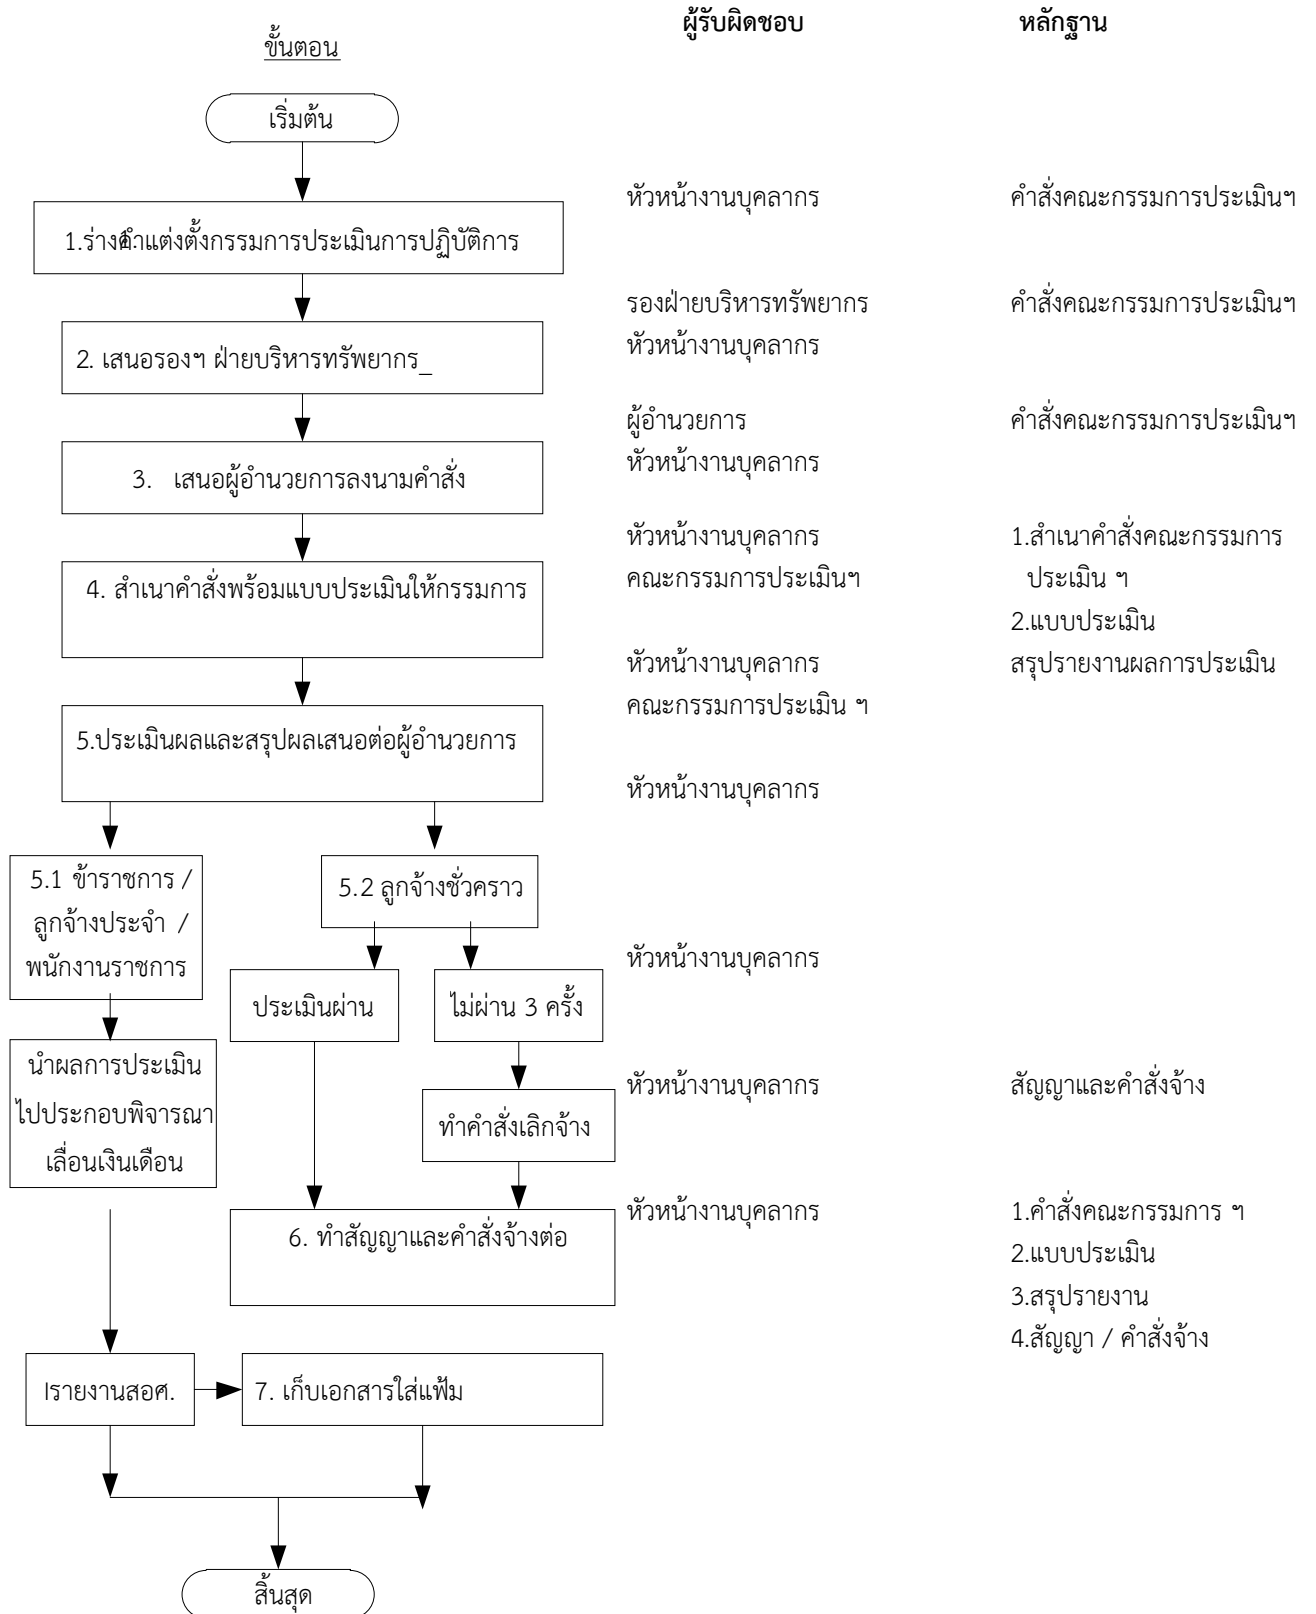 ขั้นตอน
ผู้รับผิดชอบ
หลักฐาน
เริ่มต้น
หัวหน้างานบุคลากร
คำสั่งคณะกรรมการประเมินฯ
1.ร่างคำแต่งตั้งกรรมการประเมินการปฏิบัติการ
รองฝ่ายบริหารทรัพยากร
คำสั่งคณะกรรมการประเมินฯ
หัวหน้างานบุคลากร
2. เสนอรองฯ ฝ่ายบริหารทรัพยากร_
ผู้อำนวยการ
คำสั่งคณะกรรมการประเมินฯ
หัวหน้างานบุคลากร
3. เสนอผู้อำนวยการลงนามคำสั่ง
หัวหน้างานบุคลากร
1.สำเนาคำสั่งคณะกรรมการ
คณะกรรมการประเมินฯ
ประเมิน ฯ
4. สำเนาคำสั่งพร้อมแบบประเมินให้กรรมการ
2.แบบประเมิน
หัวหน้างานบุคลากร
สรุปรายงานผลการประเมิน
คณะกรรมการประเมิน ฯ
5.ประเมินผลและสรุปผลเสนอต่อผู้อำนวยการ
หัวหน้างานบุคลากร
5.1 ข้าราชการ /
ลูกจ้างประจำ /
พนักงานราชการ
5.2 ลูกจ้างชั่วคราว
หัวหน้างานบุคลากร
ประเมินผ่าน
ไม่ผ่าน 3 ครั้ง
นำผลการประเมิน
ไปประกอบพิจารณา
เลื่อนเงินเดือน
หัวหน้างานบุคลากร
สัญญาและคำสั่งจ้าง
ทำคำสั่งเลิกจ้าง
หัวหน้างานบุคลากร
1.คำสั่งคณะกรรมการ ฯ
6. ทำสัญญาและคำสั่งจ้างต่อ
2.แบบประเมิน
3.สรุปรายงาน
4.สัญญา / คำสั่งจ้าง
เรายงานสอศ.
7. เก็บเอกสารใส่แฟ้ม
สิ้นสุด